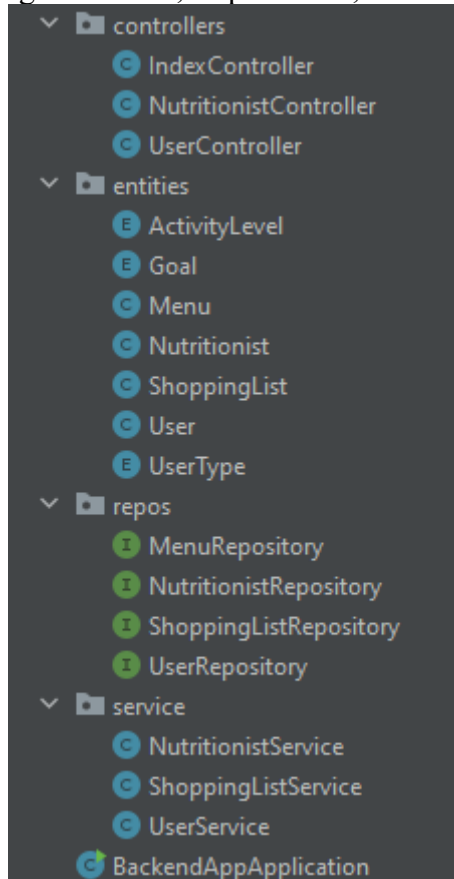 controllers
C IndexController
C NutritionistController
C UserController
entities
E ActivityLevel
E Goal
C Menu
C Nutritionist
C ShoppingList
C User
E UserType
repos
I MenuRepository
I NutritionistRepository
I ShoppingListRepository
I UserRepository
service
C NutritionistService
C ShoppingListService
C UserService
C BackendAppApplication